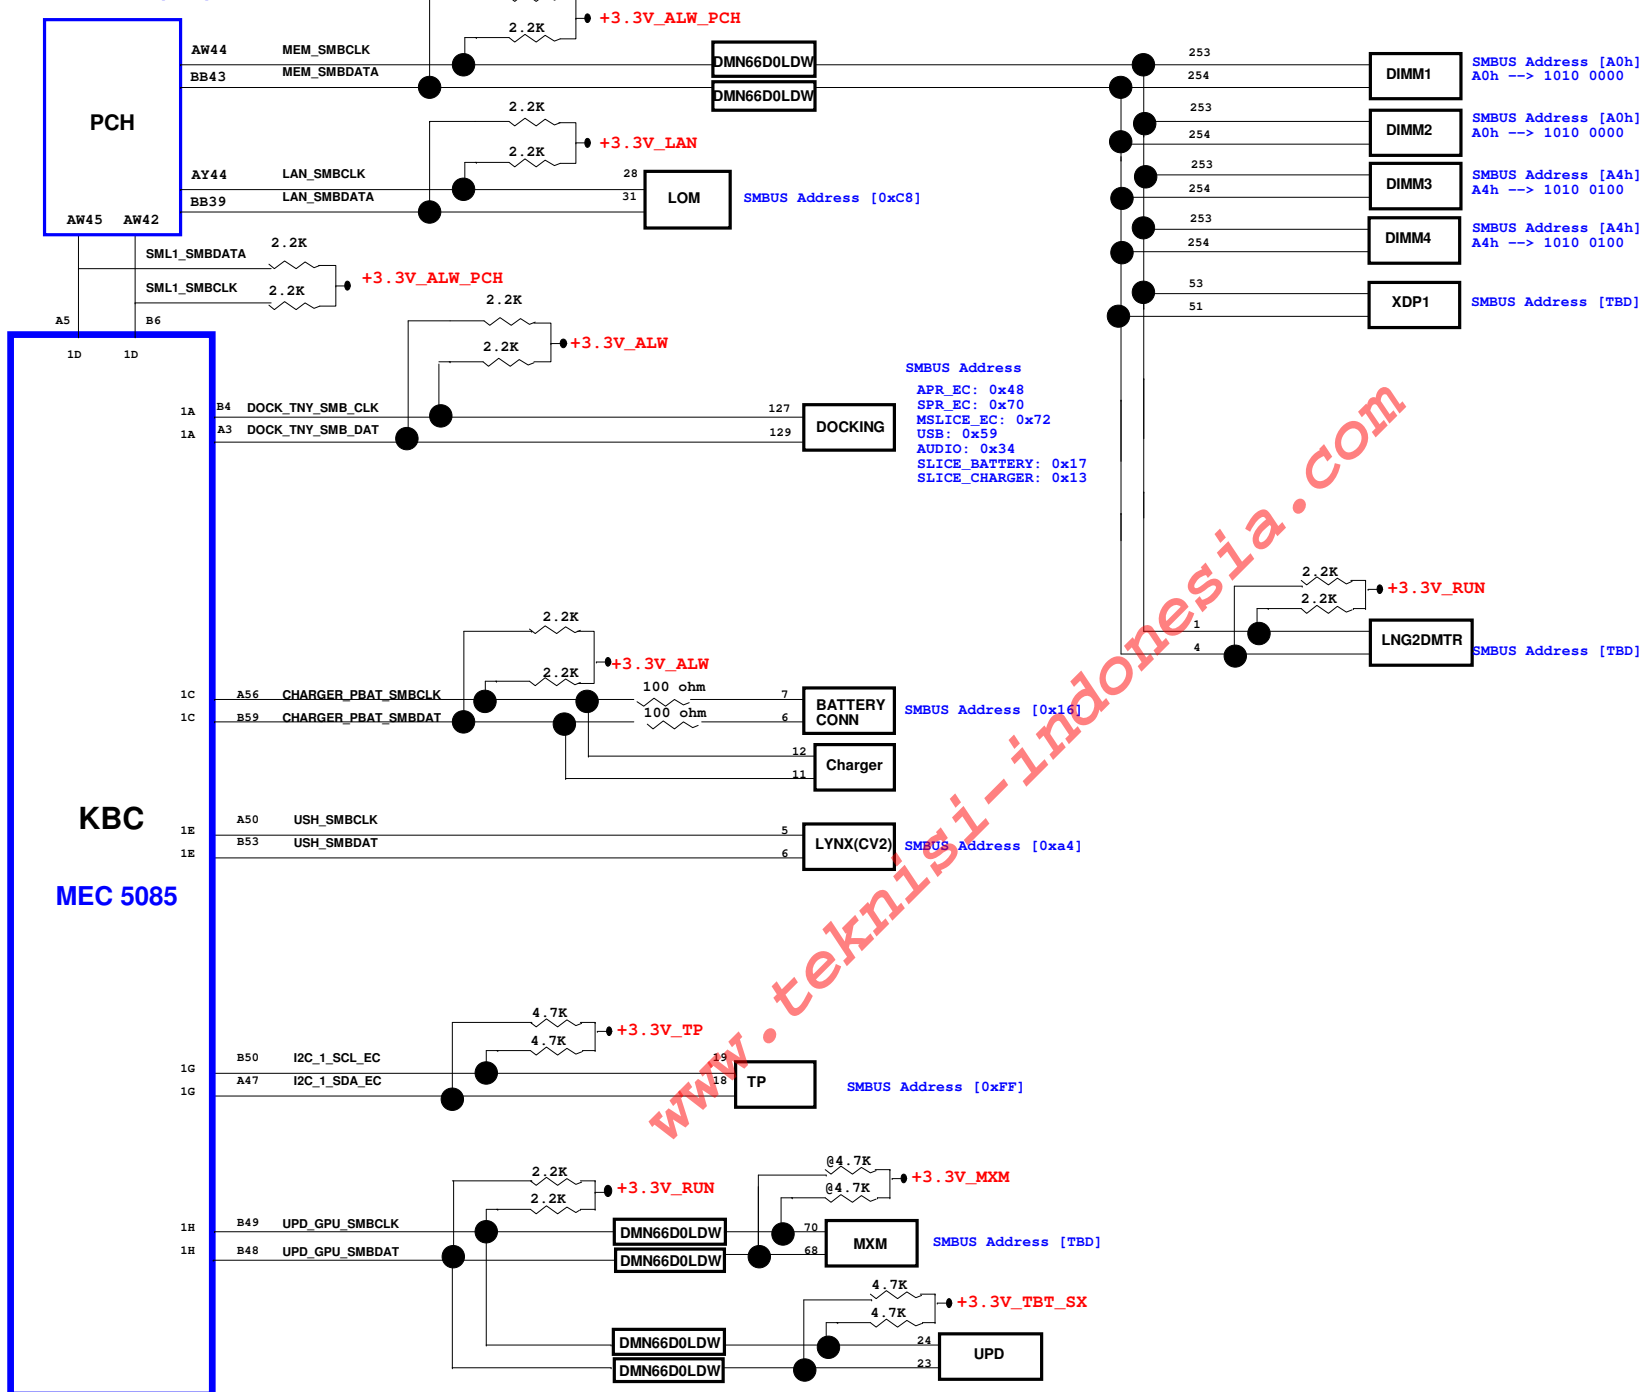 2.2K
+3.3V_ALW_PCH
AW44 MEM_SMBCLK
BB43 MEM_SMBDATA
DMN66D0LDW
DMN66D0LDW
PCH
253
254
DIMM1
SMBUS Address [A0h]
A0h --> 1010 0000
253
254
DIMM2
SMBUS Address [A0h]
A0h --> 1010 0000
253
254
DIMM3
SMBUS Address [A4h]
A4h --> 1010 0100
253
254
DIMM4
SMBUS Address [A4h]
A4h --> 1010 0100
53
51
XDP1
SMBUS Address [TBD]
2.2K
2.2K
+3.3V_LAN
AY44 LAN_SMBCLK
BB39 LAN_SMBDATA
28
31
LOM
SMBUS Address [0xC8]
AW45 AW42
SML1_SMBDATA
2.2K
SML1_SMBCLK
2.2K
+3.3V_ALW_PCH
A5 B6
1D 1D
2.2K
2.2K
+3.3V_ALW
1A B4 DOCK_TNY_SMB_CLK
1A A3 DOCK_TNY_SMB_DAT
127
129
DOCKING
SMBUS Address
APR_EC: 0x48
SPR_EC: 0x70
MSLICE_EC: 0x72
USB: 0x59
AUDIO: 0x34
SLICE_BATTERY: 0x17
SLICE_CHARGER: 0x13
2.2K
2.2K
+3.3V_RUN
1
4
LNG2DMTR
SMBUS Address [TBD]
2.2K
2.2K
+3.3V_ALW
1C A56 CHARGER_PBAT_SMBCLK
1C B59 CHARGER_PBAT_SMBDAT
100 ohm
100 ohm
7
6
BATTERY
CONN
SMBUS Address [0x16]
12
11
Charger
KBC
MEC 5085
1E A50 USH_SMBCLK
1E B53 USH_SMBDAT
5
6
LYNX(CV2)
SMBUS Address [0xa4]
4.7K
4.7K
+3.3V_TP
1G B50 I2C_1_SCL_EC
1G A47 I2C_1_SDA_EC
19
18
TP
SMBUS Address [0xFF]
2.2K
2.2K
+3.3V_RUN
@4.7K
@4.7K
+3.3V_MXM
1H B49 UPD_GPU_SMBCLK
1H B48 UPD_GPU_SMBDAT
DMN66D0LDW
DMN66D0LDW
70
68
MXM
SMBUS Address [TBD]
4.7K
4.7K
+3.3V_TBT_SX
DMN66D0LDW
DMN66D0LDW
24
23
UPD
www.teknisi-indonesia.com